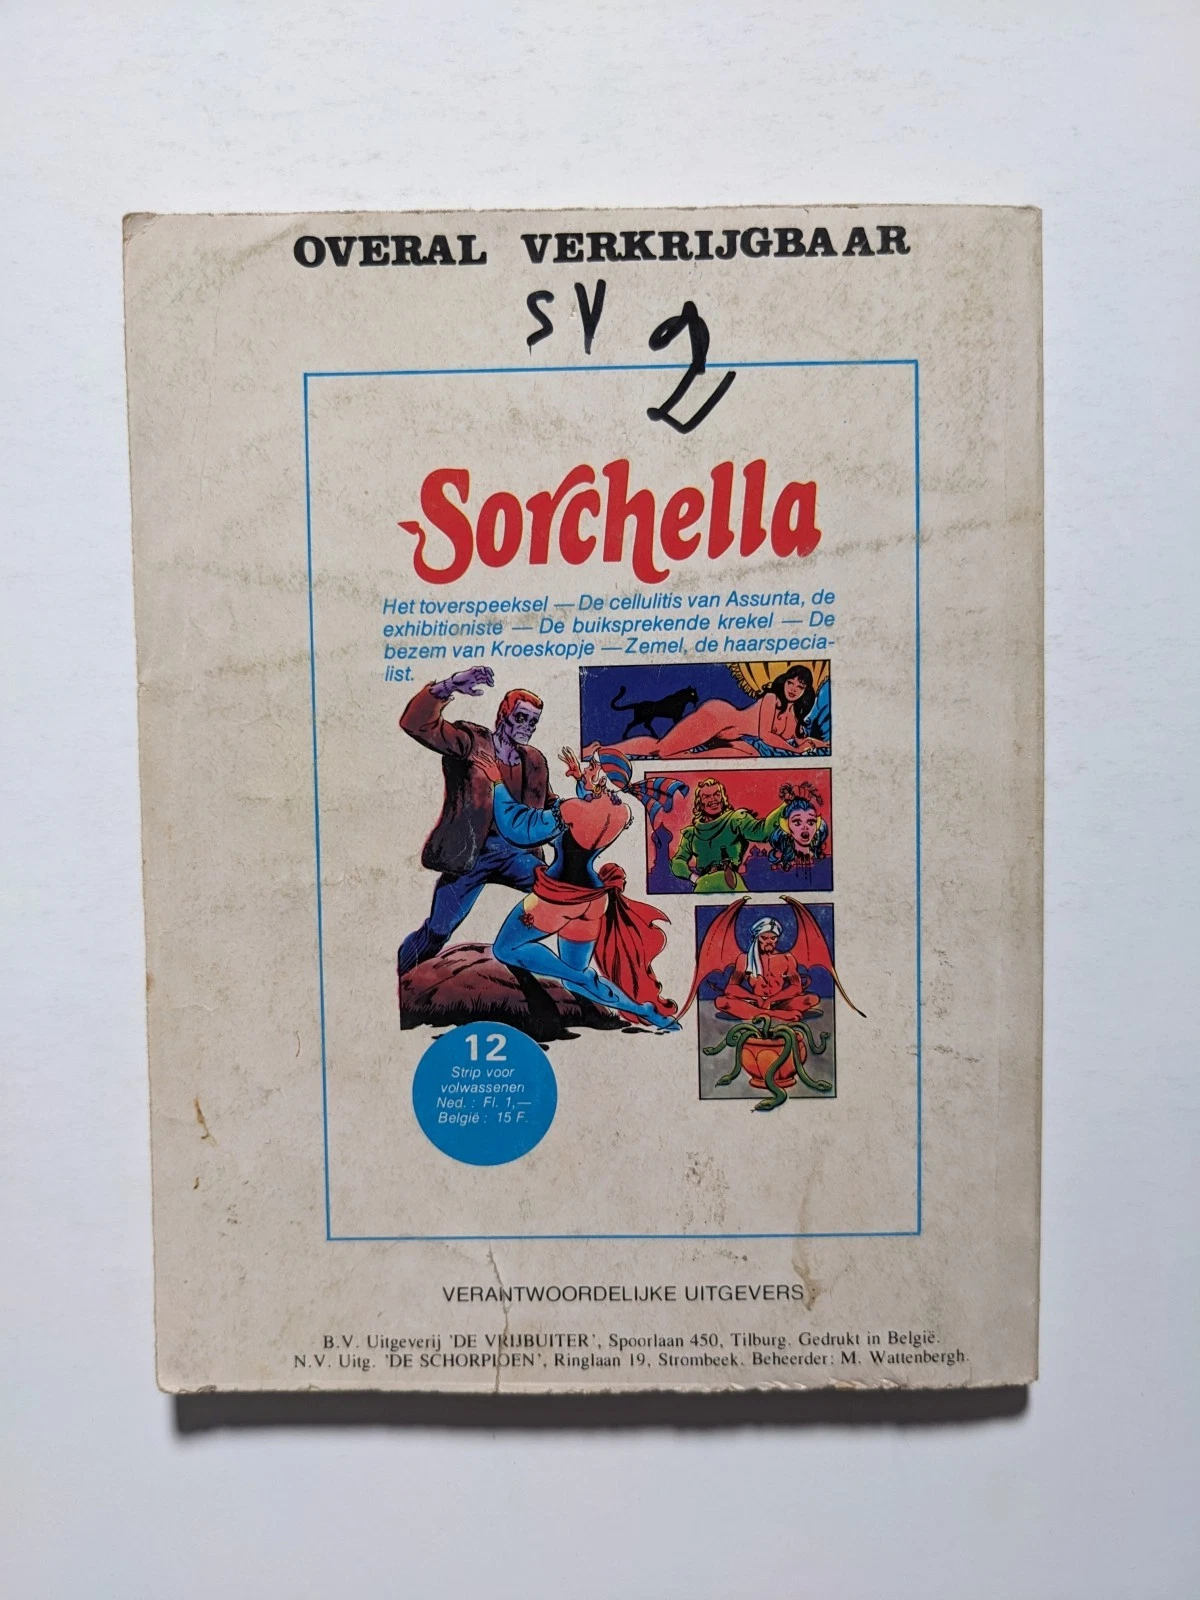 OVERAL VERKRIJGBAAR
SV 2
Sorchella
Het toverspeeksel — De cellulitis van Assunta, de
exhibitioniste — De buiksprekende krekel — De
bezem van Kroeskopje — Zemel, de haarspecia-
list.
12
Strip voor
volwassenen
Ned. : Fl. 1,—
België : 15 F.
VERANTWOORDELIJKE UITGEVERS :
B.V. Uitgeverij 'DE VRIJBUITER', Spoorlaan 450, Tilburg. Gedrukt in België.
N.V. Uitg. 'DE SCHORPIOEN', Ringlaan 19, Strombeek. Beheerder: M. Wattenbergh.